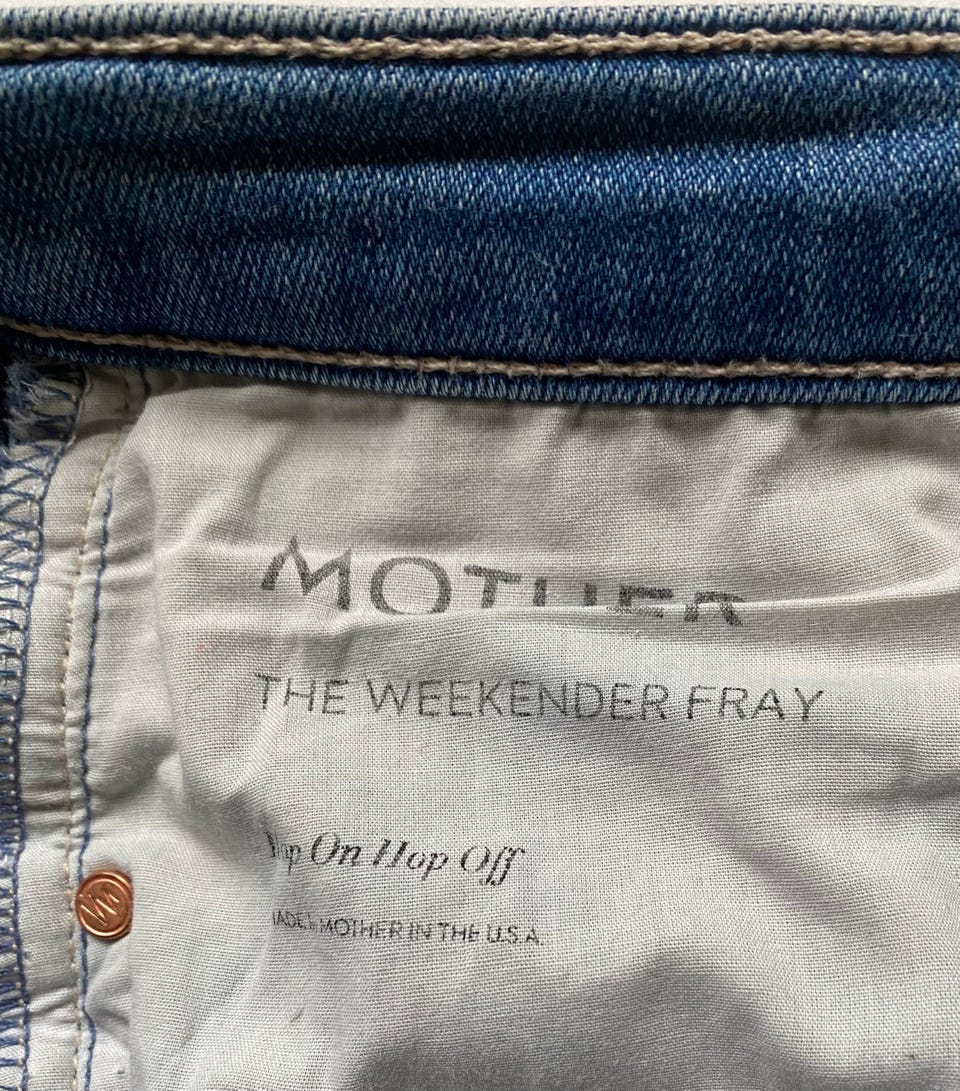 MOTHER
THE WEEKENDER FRAY
Hop On Hop Off
MADE BY MOTHER IN THE U.S.A.